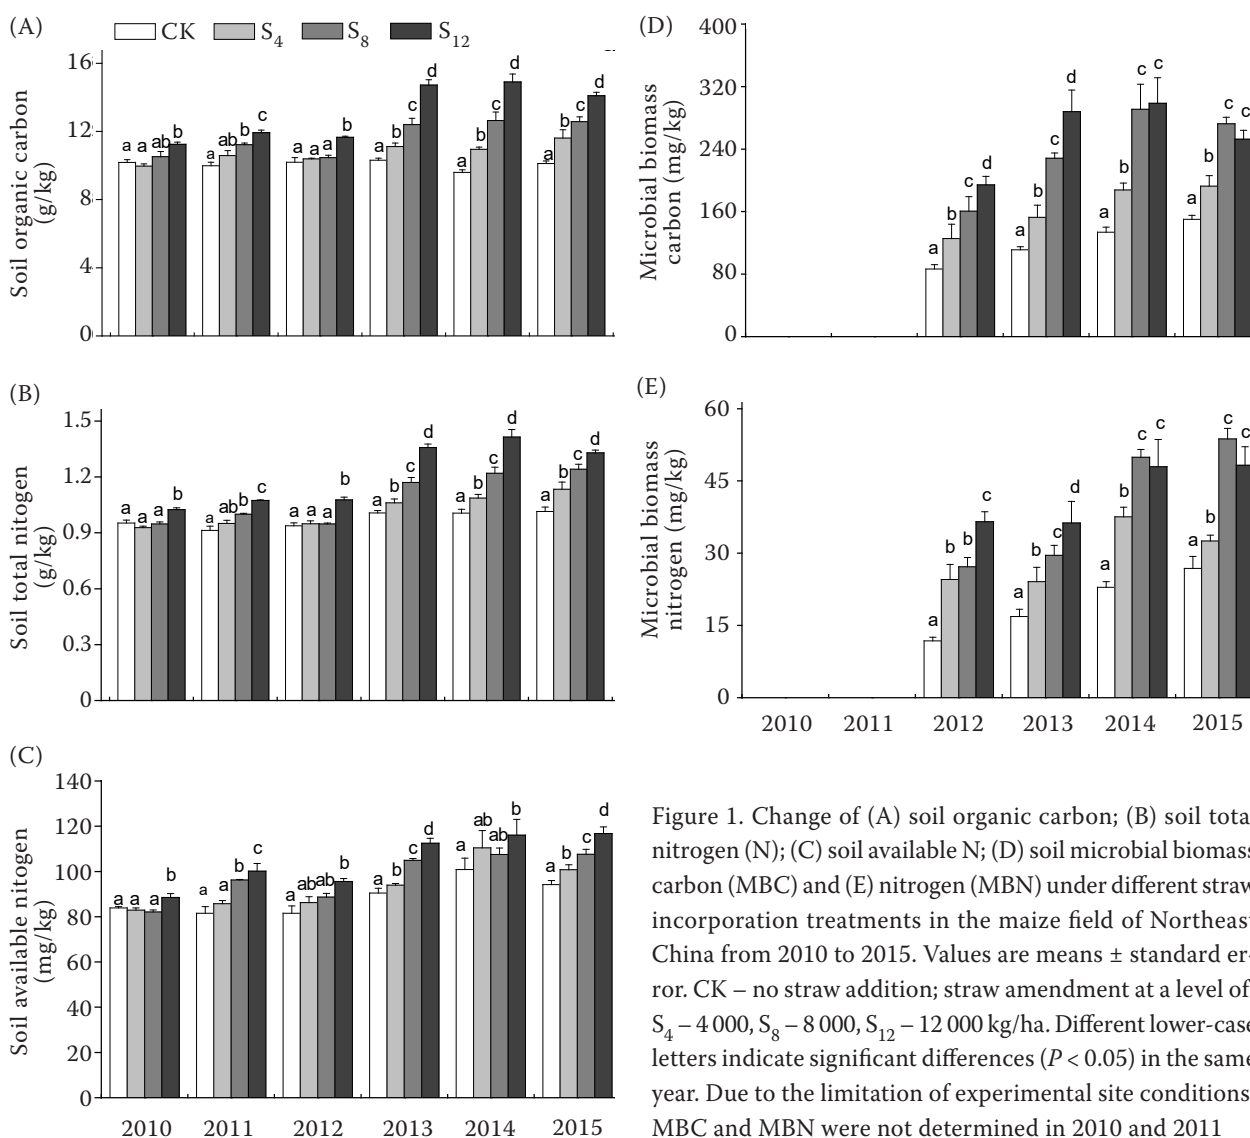 (A)
CK S4 S8 S12
16
12
8
4
0
Soil organic carbon
(g/kg)
a a ab b
a ab b c
a a a b
a b c d
a b c d
a b c d
(B)
1.5
1.2
0.9
0.6
0.3
0
Soil total nitogen
(g/kg)
a a a b
a ab b c
a a a b
a b c d
a b c d
a b c d
(C)
140
120
100
80
60
40
20
0
Soil available nitogen
(mg/kg)
a a a b
a a b c
a ab ab b
a b c d
a ab ab b
a b c d
2010 2011 2012 2013 2014 2015
(D)
400
320
240
160
80
0
Microbial biomass
carbon (mg/kg)
a b c d
a b c d
a b c c
a b c c
(E)
60
45
30
15
0
Microbial biomass
nitrogen (mg/kg)
a b b c
a b c d
a b c c
a b c c
2010 2011 2012 2013 2014 2015
Figure 1. Change of (A) soil organic carbon; (B) soil total
nitrogen (N); (C) soil available N; (D) soil microbial biomass
carbon (MBC) and (E) nitrogen (MBN) under different straw
incorporation treatments in the maize field of Northeast
China from 2010 to 2015. Values are means ± standard er-
ror. CK – no straw addition; straw amendment at a level of:
S4 – 4 000, S8 – 8 000, S12 – 12 000 kg/ha. Different lower-case
letters indicate significant differences (P < 0.05) in the same
year. Due to the limitation of experimental site conditions,
MBC and MBN were not determined in 2010 and 2011